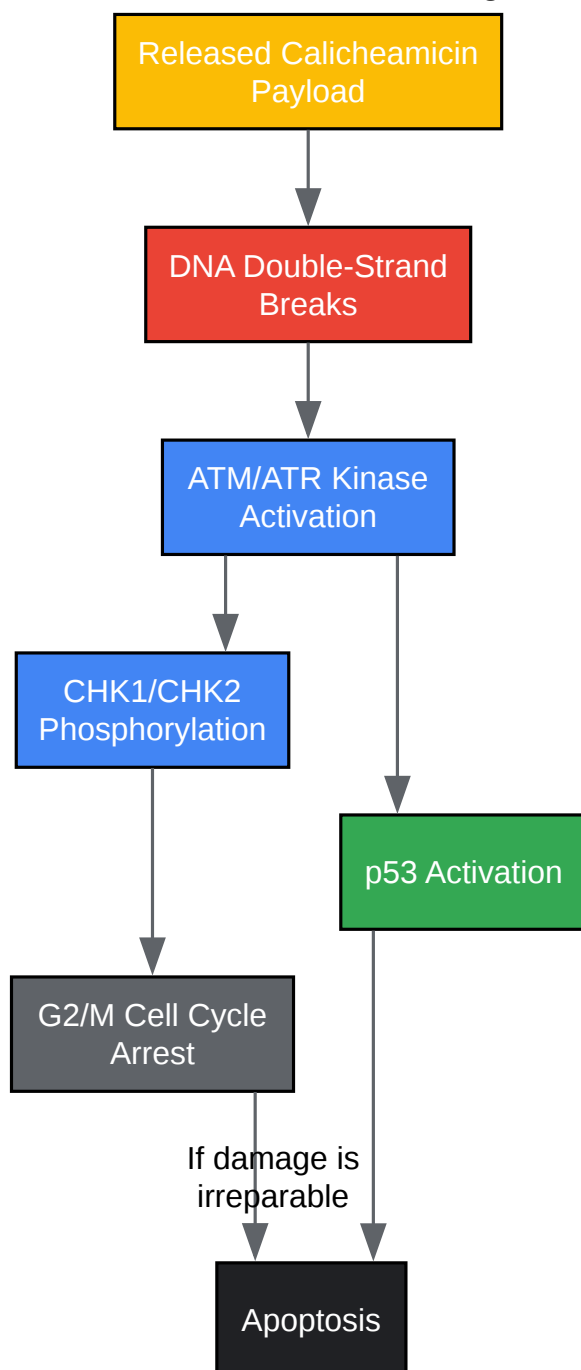 Released Calicheamicin
Payload
DNA Double-Strand
Breaks
ATM/ATR Kinase
Activation
CHK1/CHK2
Phosphorylation
p53 Activation
G2/M Cell Cycle
Arrest
If damage is
irreparable
Apoptosis